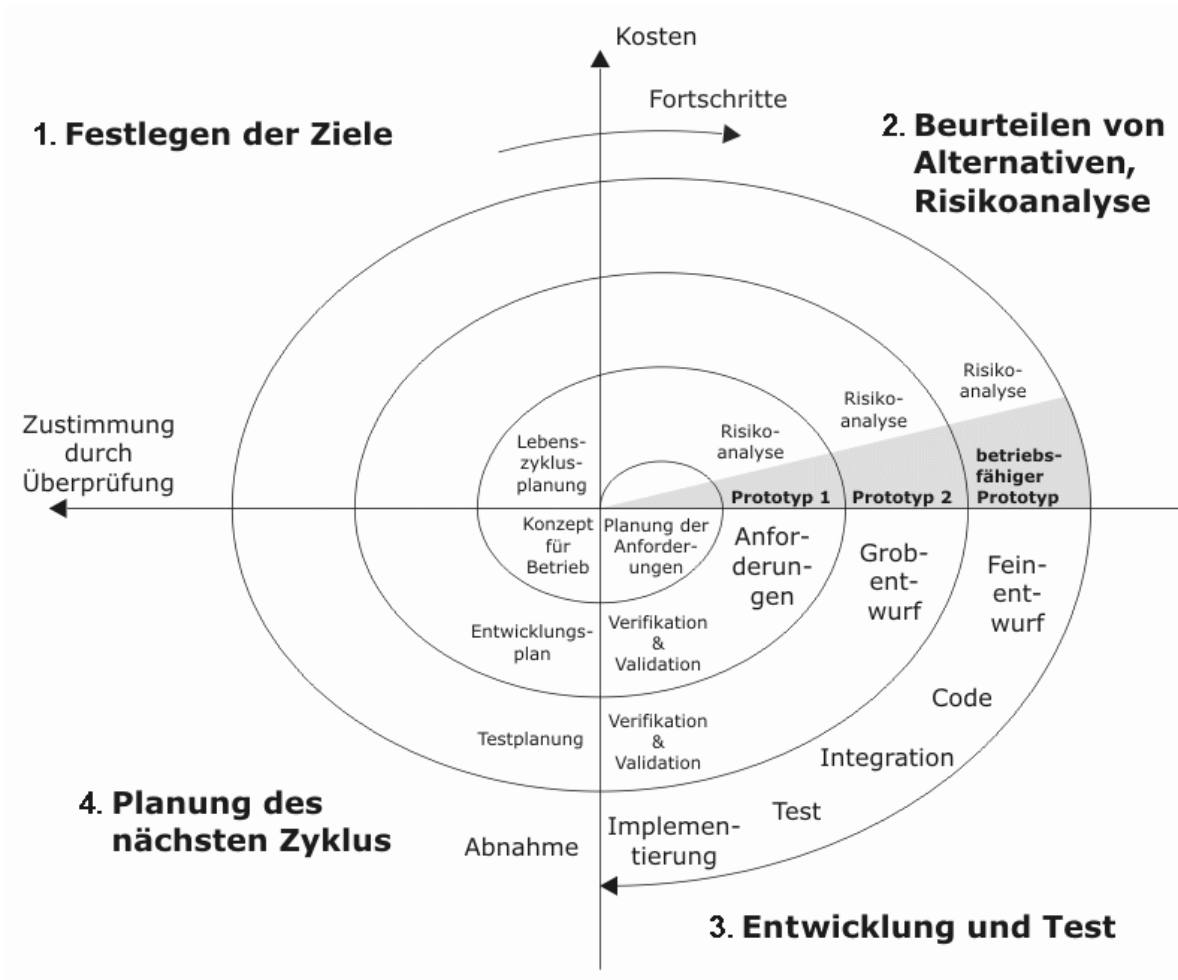 Kosten
Fortschritte
1. Festlegen der Ziele
2. Beurteilen von
Alternativen,
Risikoanalyse
Risiko-
analyse
Risiko-
analyse
Risiko-
analyse
Zustimmung
durch
Überprüfung
Lebens-
zyklus-
planung
Prototyp 1
Prototyp 2
betriebs-
fähiger
Prototyp
Konzept
für
Betrieb
Planung der
Anforder-
ungen
Anfor-
derun-
gen
Grob-
ent-
wurf
Fein-
ent-
wurf
Entwicklungs-
plan
Verifikation
&
Validation
Testplanung
Verifikation
&
Validation
Code
Integration
Test
Implemen-
tierung
Abnahme
4. Planung des
nächsten Zyklus
3. Entwicklung und Test